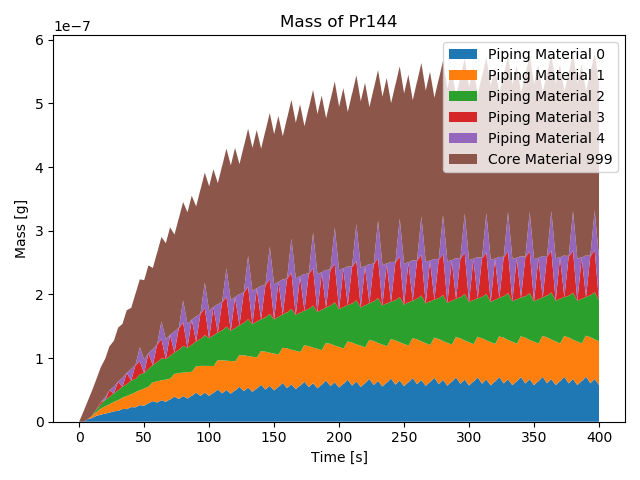 Mass of Pr144
1e−7
6
5
4
3
2
1
0
Mass [g]
Piping Material 0
Piping Material 1
Piping Material 2
Piping Material 3
Piping Material 4
Core Material 999
0 50 100 150 200 250 300 350 400
Time [s]